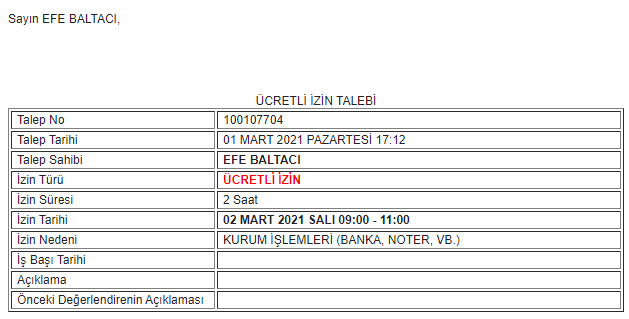 Sayın EFE BALTACI,
ÜCRETLİ İZİN TALEBİ
Talep No 100107704
Talep Tarihi 01 MART 2021 PAZARTESİ 17:12
Talep Sahibi EFE BALTACI
İzin Türü ÜCRETLİ İZİN
İzin Süresi 2 Saat
İzin Tarihi 02 MART 2021 SALI 09:00 - 11:00
İzin Nedeni KURUM İŞLEMLERİ (BANKA, NOTER, VB.)
İş Başı Tarihi
Açıklama
Önceki Değerlendirenin Açıklaması